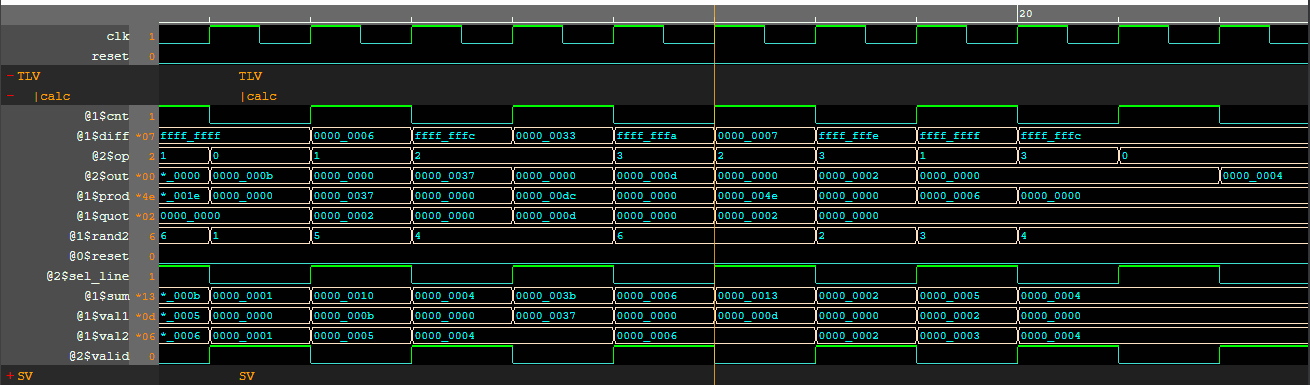 20
clk 1
reset 0
-TLV TLV
- |calc |calc
@1$cnt 1
@1$diff *07 ffff_ffff 0000_0006 ffff_fffc 0000_0033 ffff_fffa 0000_0007 ffff_fffe ffff_ffff ffff_fffc
@2$op 2 1 0 1 2 3 2 3 1 3 0
@2$out *00 *_0000 0000_000b 0000_0000 0000_0037 0000_0000 0000_000d 0000_0000 0000_0002 0000_0000 0000_0004
@1$prod *4e *_001e 0000_0000 0000_0037 0000_0000 0000_00dc 0000_0000 0000_004e 0000_0000 0000_0006 0000_0000
@1$quot *02 0000_0000 0000_0002 0000_0000 0000_000d 0000_0000 0000_0002 0000_0000
@1$rand2 6 6 1 5 4 6 2 3 4
@0$reset 0
@2$sel_line 1
@1$sum *13 *_000b 0000_0001 0000_0010 0000_0004 0000_003b 0000_0006 0000_0013 0000_0002 0000_0005 0000_0004
@1$val1 *0d *_0005 0000_0000 0000_000b 0000_0000 0000_0037 0000_0000 0000_000d 0000_0000 0000_0002 0000_0000
@1$val2 *06 *_0006 0000_0001 0000_0005 0000_0004 0000_0006 0000_0002 0000_0003 0000_0004
@2$valid 0
+SV SV